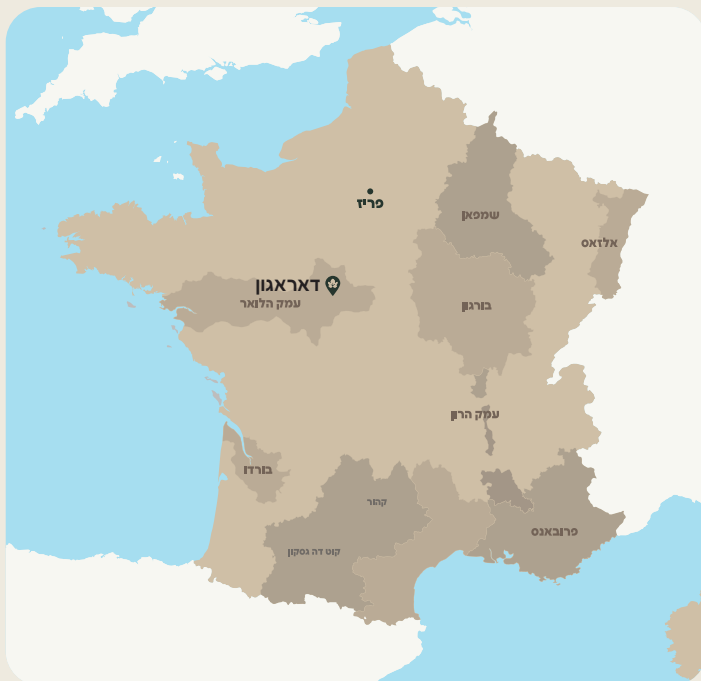 פריז
שמפאן
אלזאס
דאראגון
עמק הלואר
בורגון
עמק הרון
בורדו
קהור
פרובאנס
קוט דה גסקון